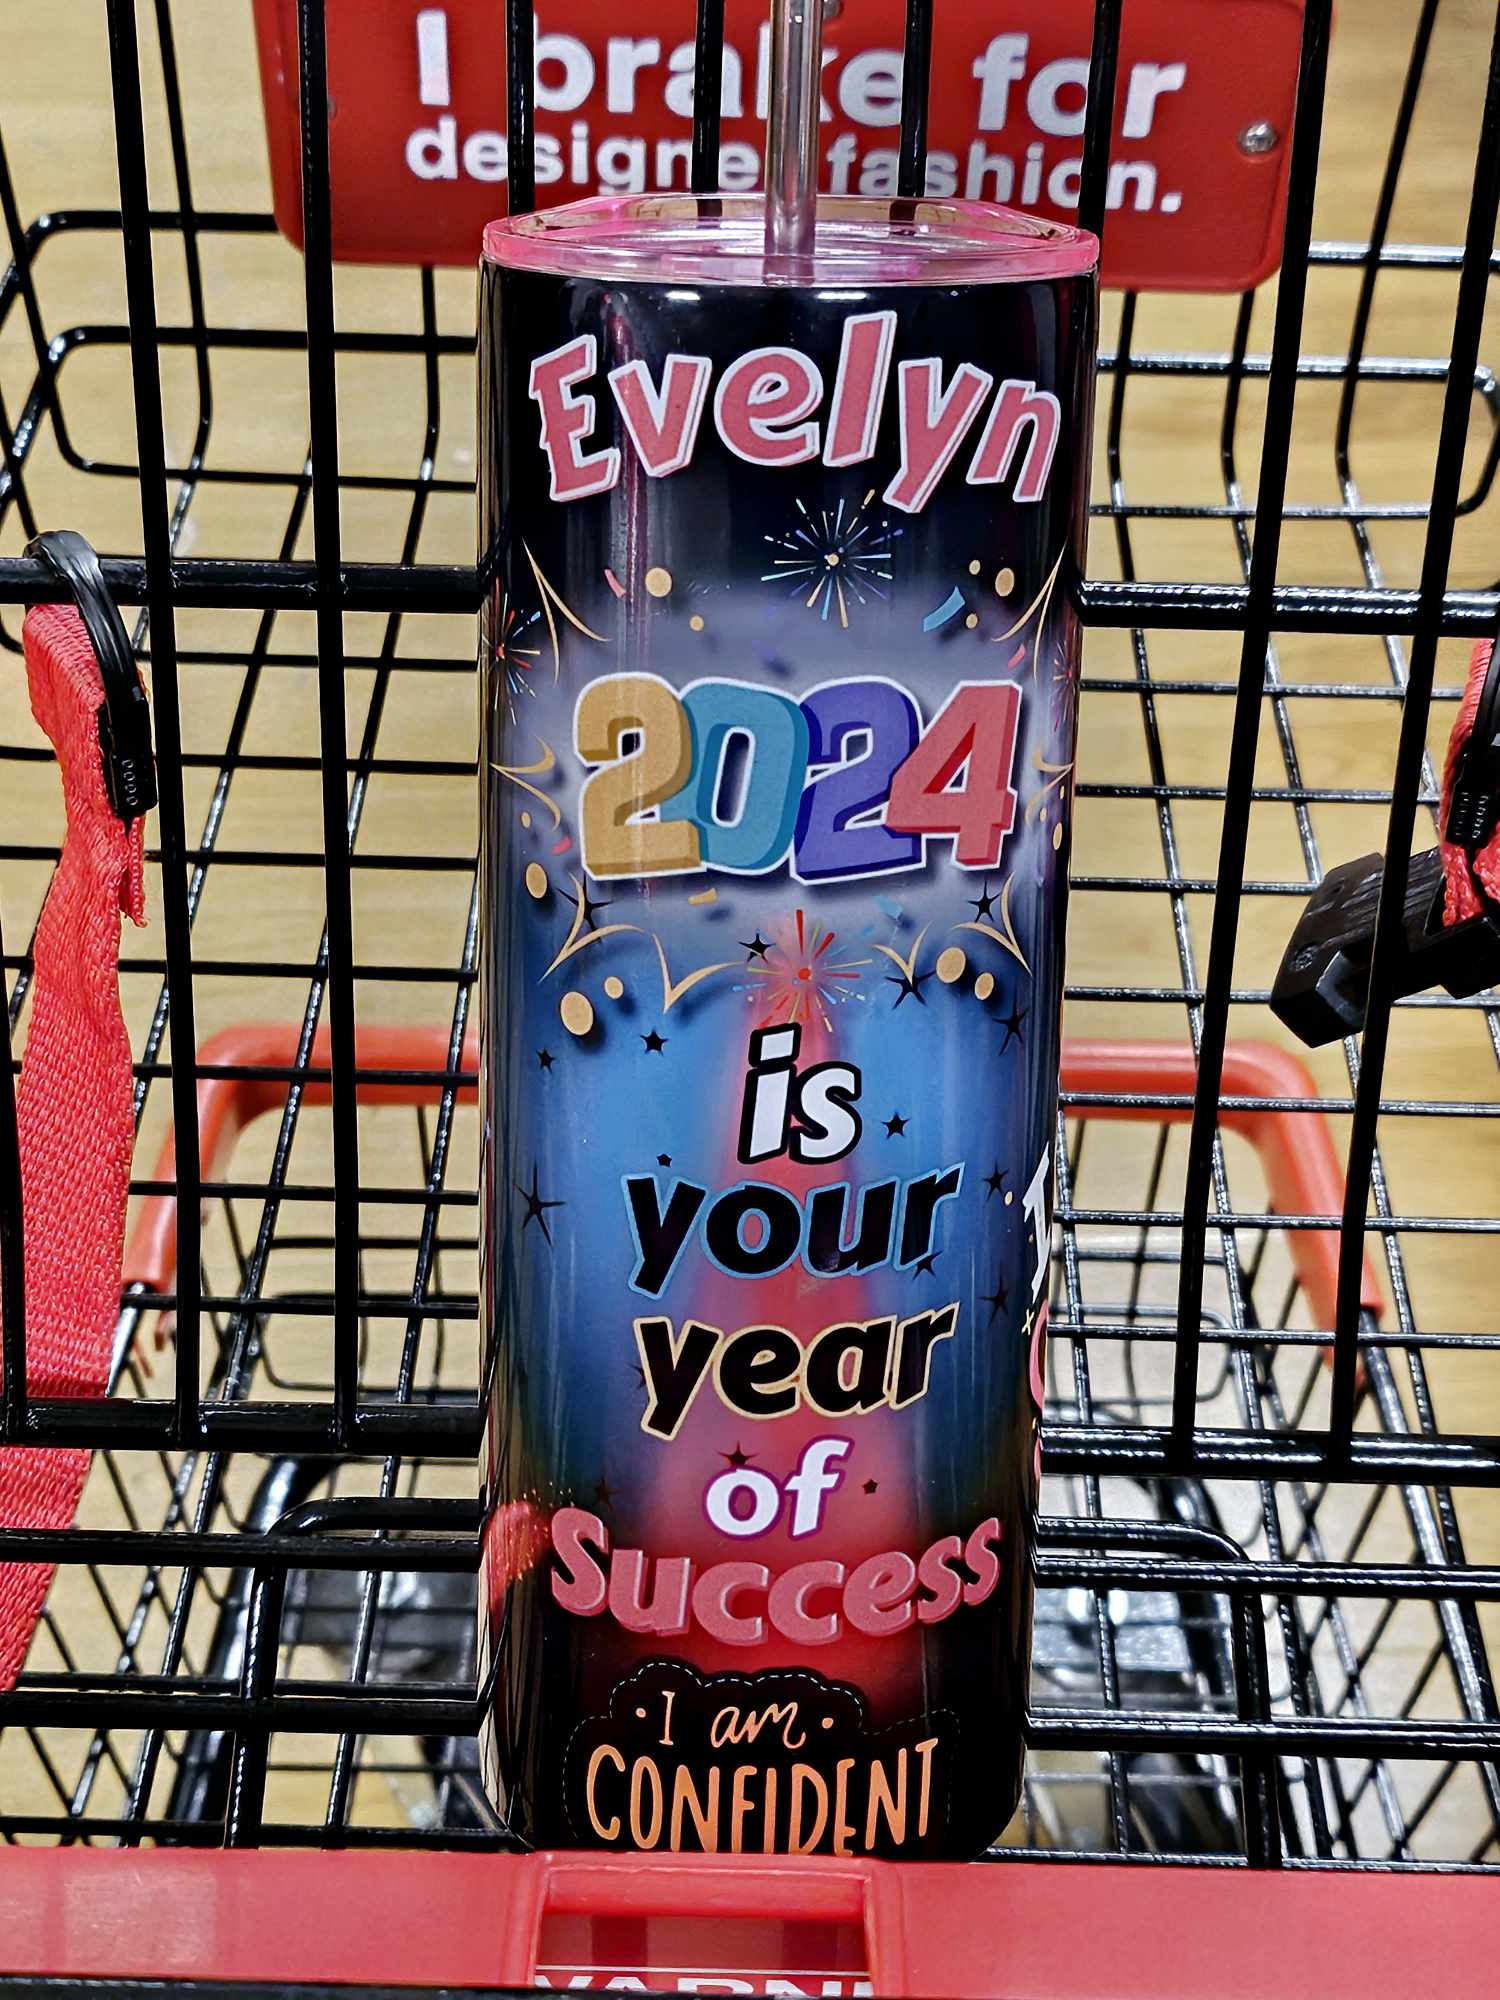 I brake for
designer fashion.
Evelyn
2024
is
your
year
of
Success
I am
CONFIDENT